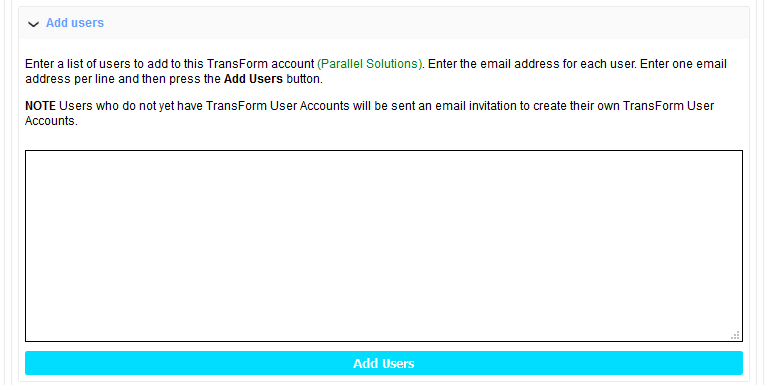 Add users
Enter a list of users to add to this TransForm account (Parallel Solutions). Enter the email address for each user. Enter one email
address per line and then press the Add Users button.
NOTE Users who do not yet have TransForm User Accounts will be sent an email invitation to create their own TransForm User
Accounts.
Add Users